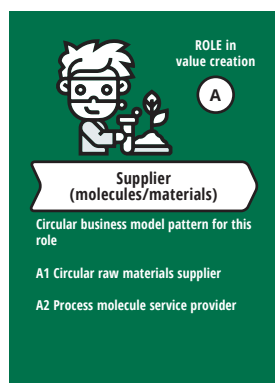 ROLE in
value creation
A
Supplier
(molecules/materials)
Circular business model pattern for this
role
A1 Circular raw materials supplier
A2 Process molecule service provider